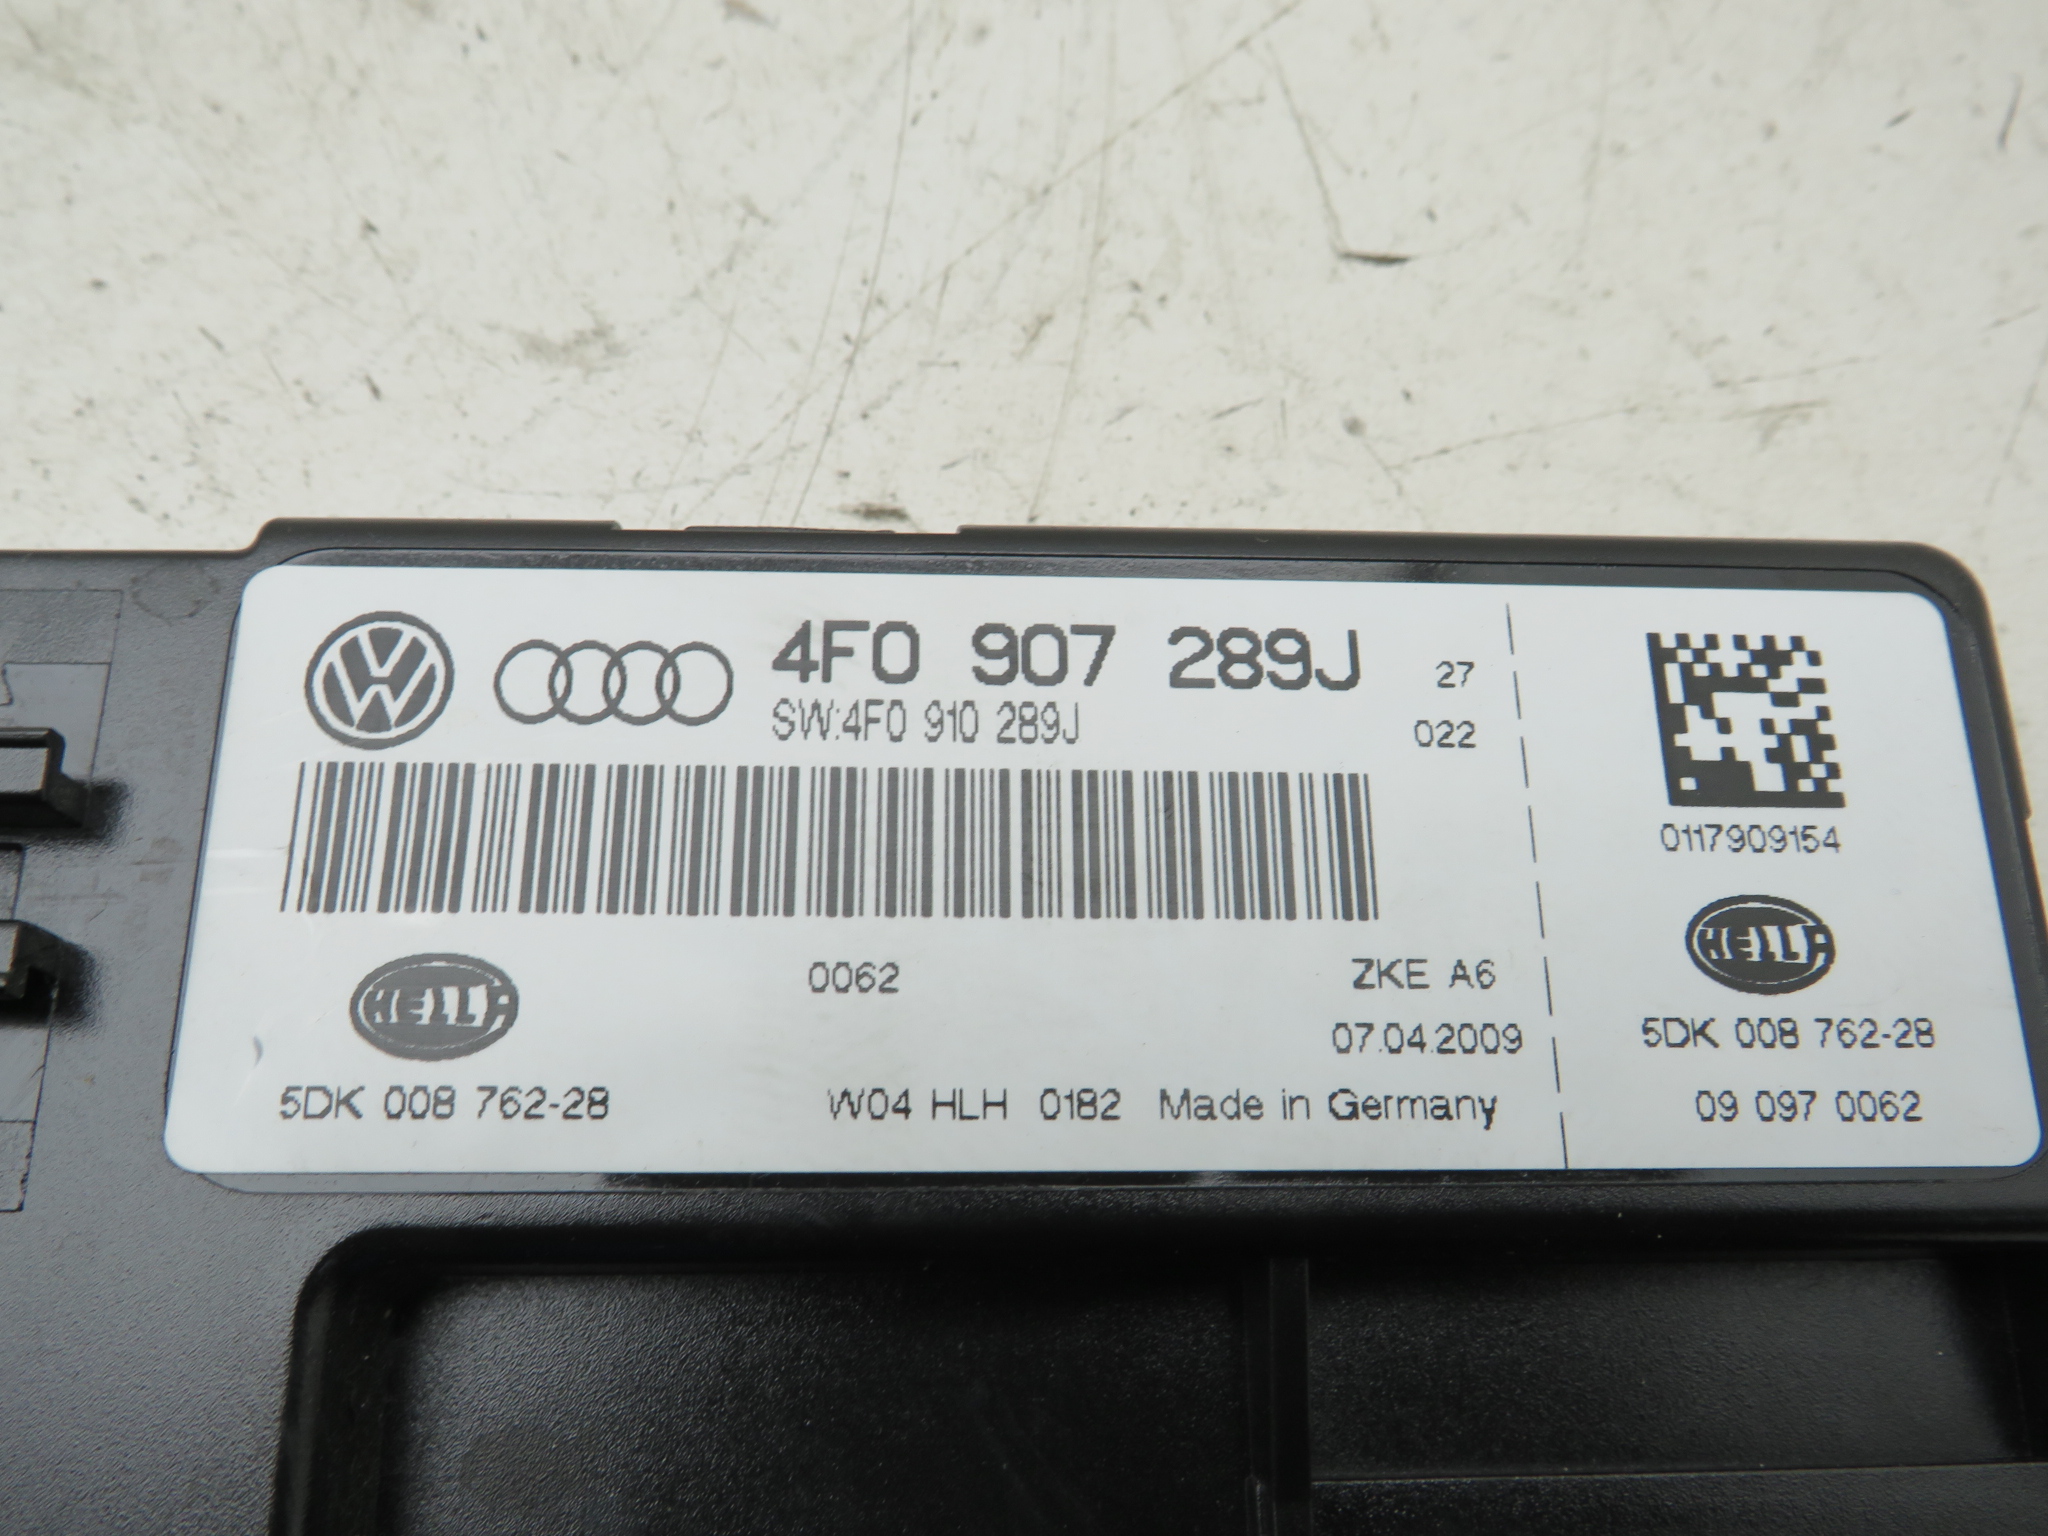 4F0 907 289J 27
SW:4F0 910 289J 022
0062 ZKE A6
HELLA 07.04.2009
5DK 008 762-28 W04 HLH 0182 Made in Germany
0117909154
HELLA
5DK 008 762-28
09 097 0062